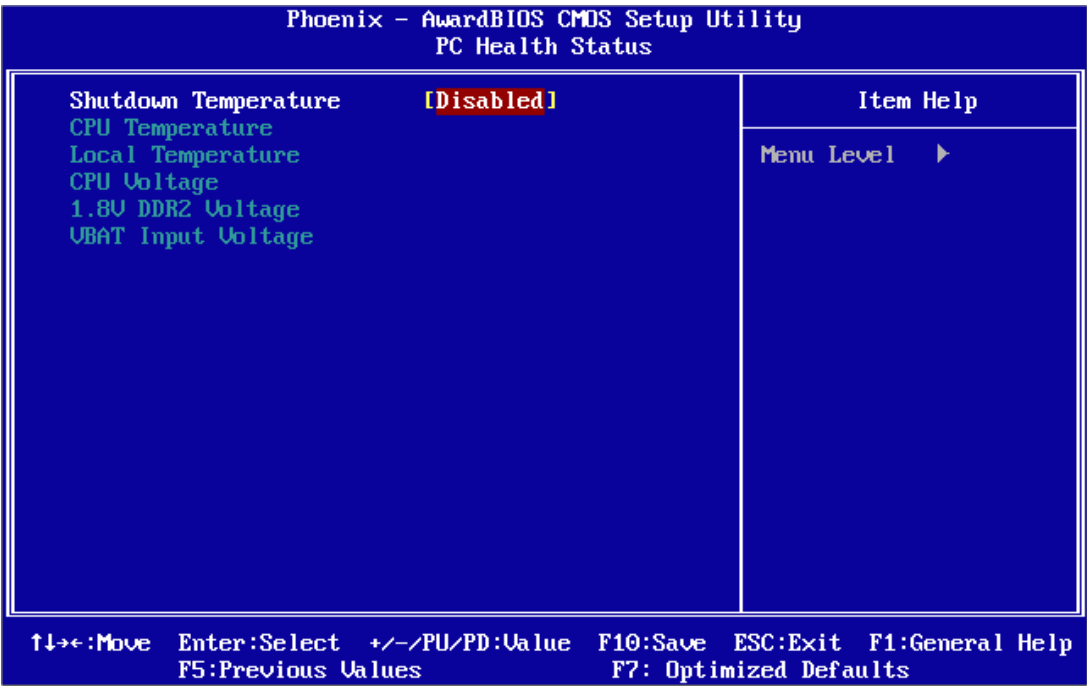 Phoenix - AwardBIOS CMOS Setup Utility
PC Health Status
Shutdown Temperature [Disabled]
CPU Temperature
Local Temperature
CPU Voltage
1.8V DDR2 Voltage
VBAT Input Voltage
Item Help
Menu Level ▶
↑↓→←:Move Enter:Select +/-/PU/PD:Value F10:Save ESC:Exit F1:General Help
F5:Previous Values F7: Optimized Defaults